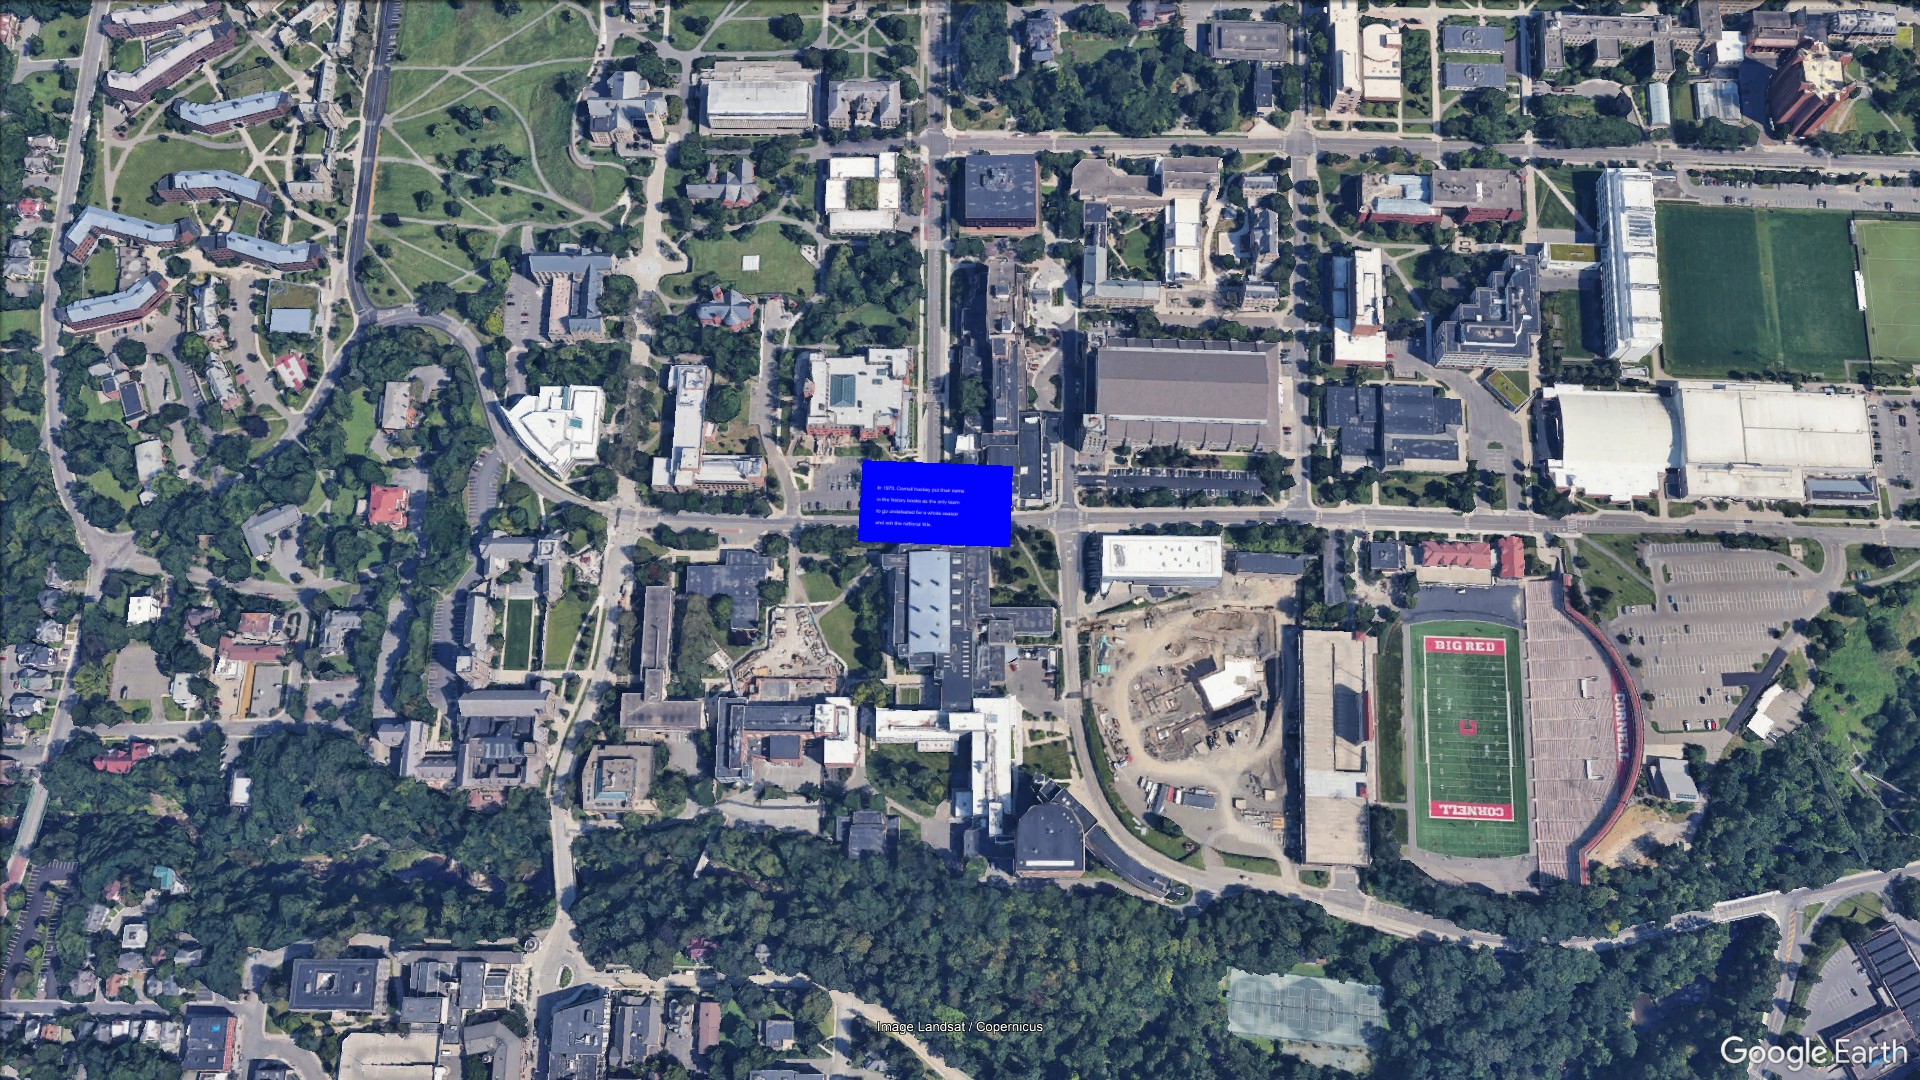 In 1970, Cornell hockey put their name
in the history books as the only team
to go undefeated for a whole season
and win the national title.
BIG RED
C
CORNELL
CORNELL
Image Landsat / Copernicus
Google Earth